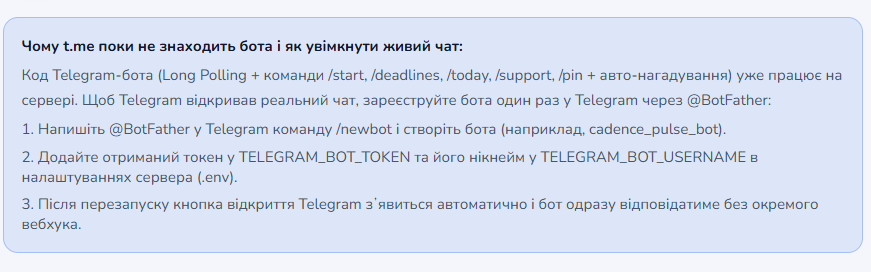 Чому t.me поки не знаходить бота і як увімкнути живий чат:
Код Telegram-бота (Long Polling + команди /start, /deadlines, /today, /support, /pin + авто-нагадування) уже працює на
сервері. Щоб Telegram відкривав реальний чат, зареєструйте бота один раз у Telegram через @BotFather:
1. Напишіть @BotFather у Telegram команду /newbot і створіть бота (наприклад, cadence_pulse_bot).
2. Додайте отриманий токен у TELEGRAM_BOT_TOKEN та його нікнейм у TELEGRAM_BOT_USERNAME в
налаштуваннях сервера (.env).
3. Після перезапуску кнопка відкриття Telegram зʼявиться автоматично і бот одразу відповідатиме без окремого
вебхука.